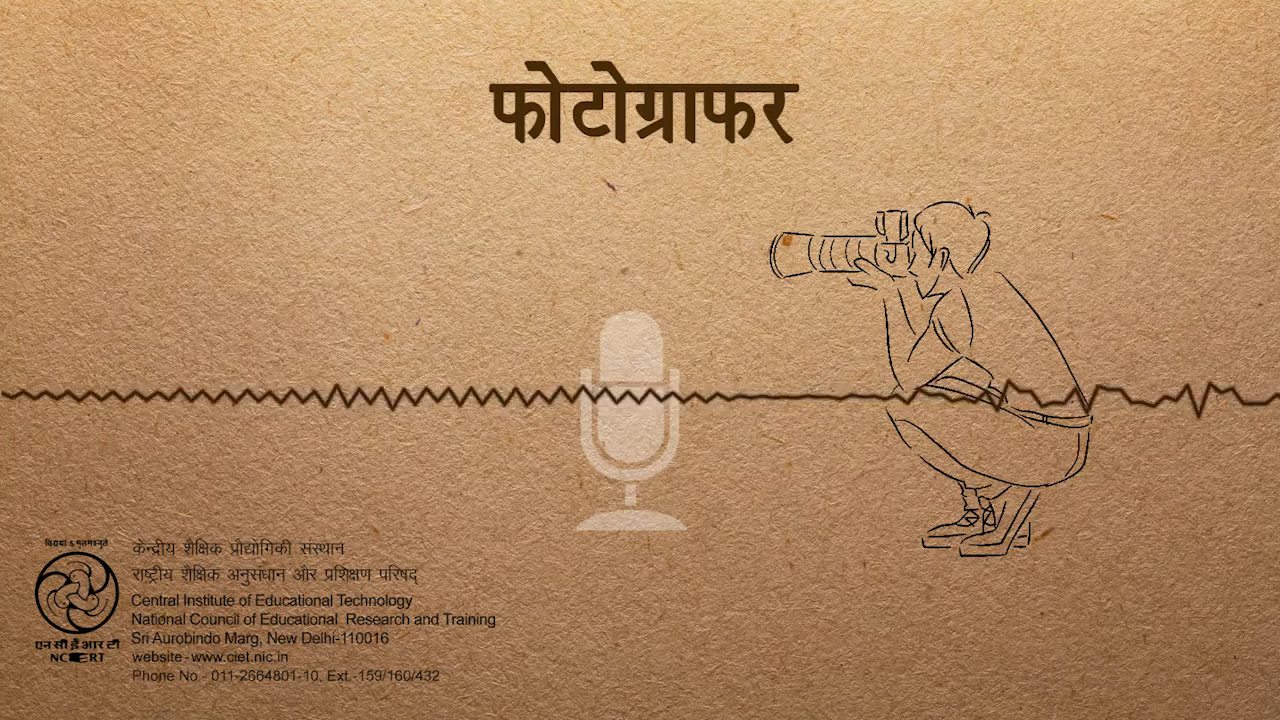 फोटोग्राफर
विद्यया ऽ मृतमश्नुते
एन सी ई आर टी
NCERT
केन्द्रीय शैक्षिक प्रौद्योगिकी संस्थान
राष्ट्रीय शैक्षिक अनुसंधान और प्रशिक्षण परिषद्
Central Institute of Educational Technology
National Council of Educational Research and Training
Sri Aurobindo Marg, New Delhi-110016
website - www.ciet.nic.in
Phone No.- 011-2664801-10, Ext.-159/160/432